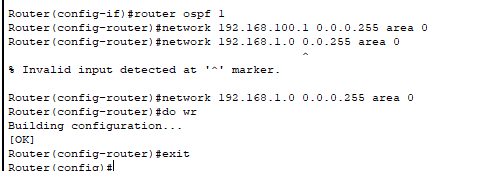 Router(config-if)#router ospf 1
Router(config-router)#network 192.168.100.1 0.0.0.255 area 0
Router(config-router)#network 192.168.1.0 0.0.255 area 0
^
% Invalid input detected at '^' marker.
Router(config-router)#network 192.168.1.0 0.0.0.255 area 0
Router(config-router)#do wr
Building configuration...
[OK]
Router(config-router)#exit
Router(config)#